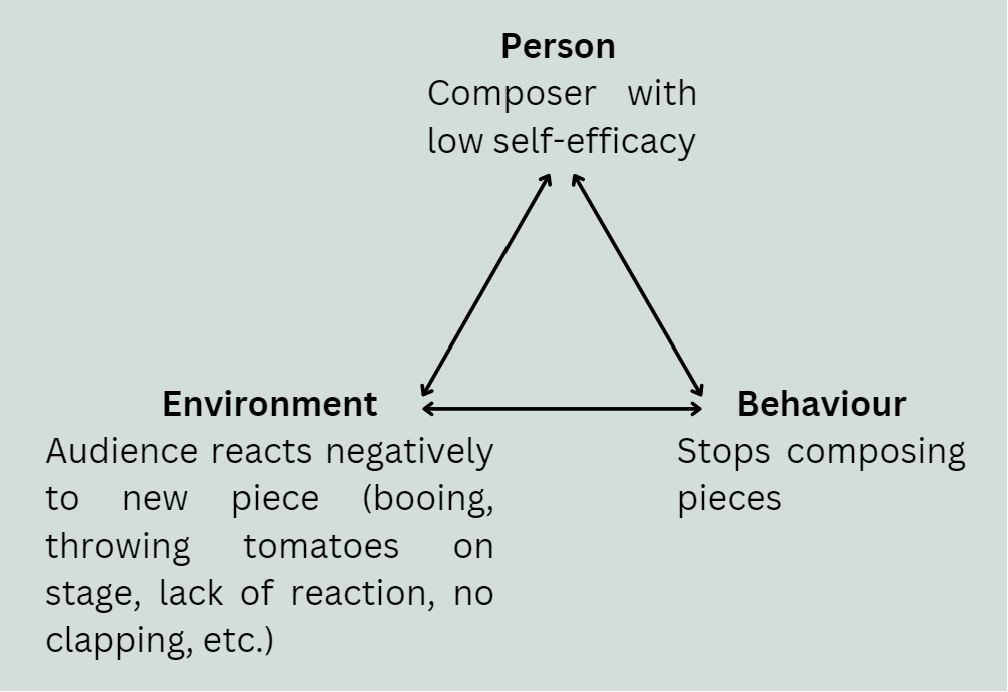 Person
Composer with
low self-efficacy
Environment
Audience reacts negatively
to new piece (booing,
throwing tomatoes on
stage, lack of reaction, no
clapping, etc.)
Behaviour
Stops composing
pieces